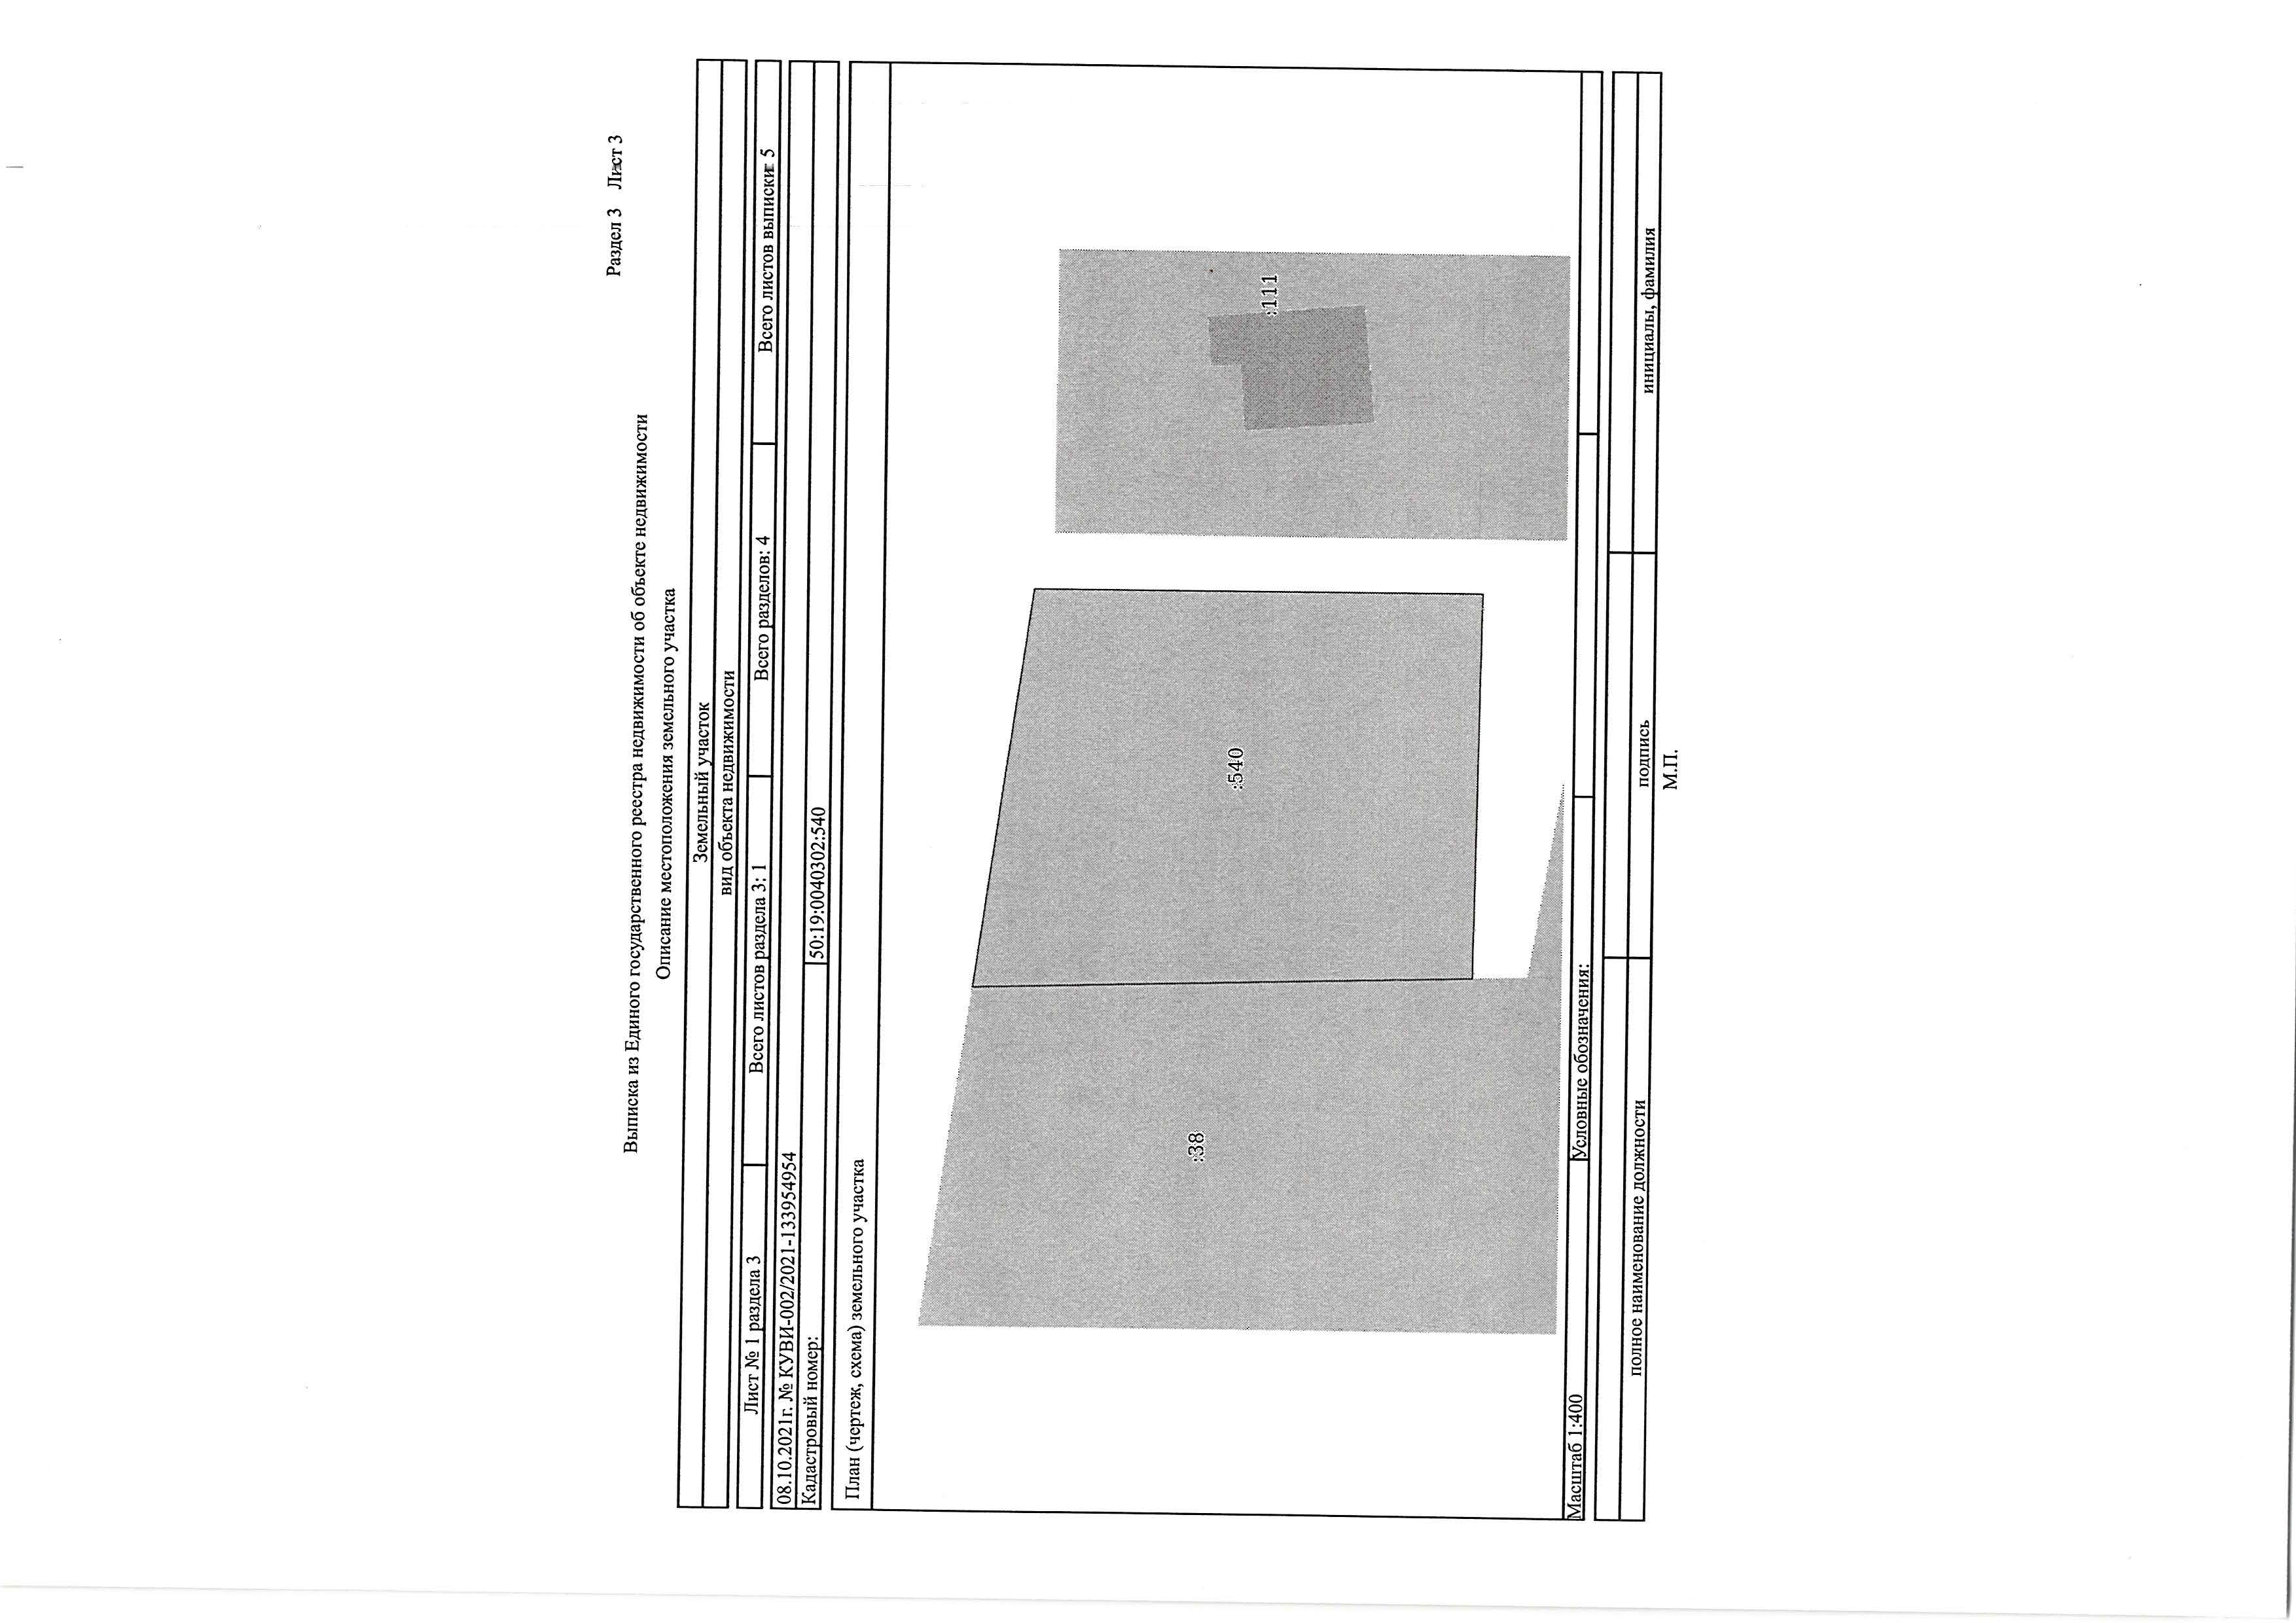 Раздел 3 Лист 3
Выписка из Единого государственного реестра недвижимости об объекте недвижимости
Описание местоположения земельного участка
Земельный участок
вид объекта недвижимости
Лист № 1 раздела 3 Всего листов раздела 3: 1 Всего разделов: 4 Всего листов выписки: 5
08.10.2021г. № КУВИ-002/2021-133954954
Кадастровый номер: 50:19:0040302:540
План (чертеж, схема) земельного участка
:38
:540
:111
Масштаб 1:400 Условные обозначения:
полное наименование должности подпись инициалы, фамилия
М.П.